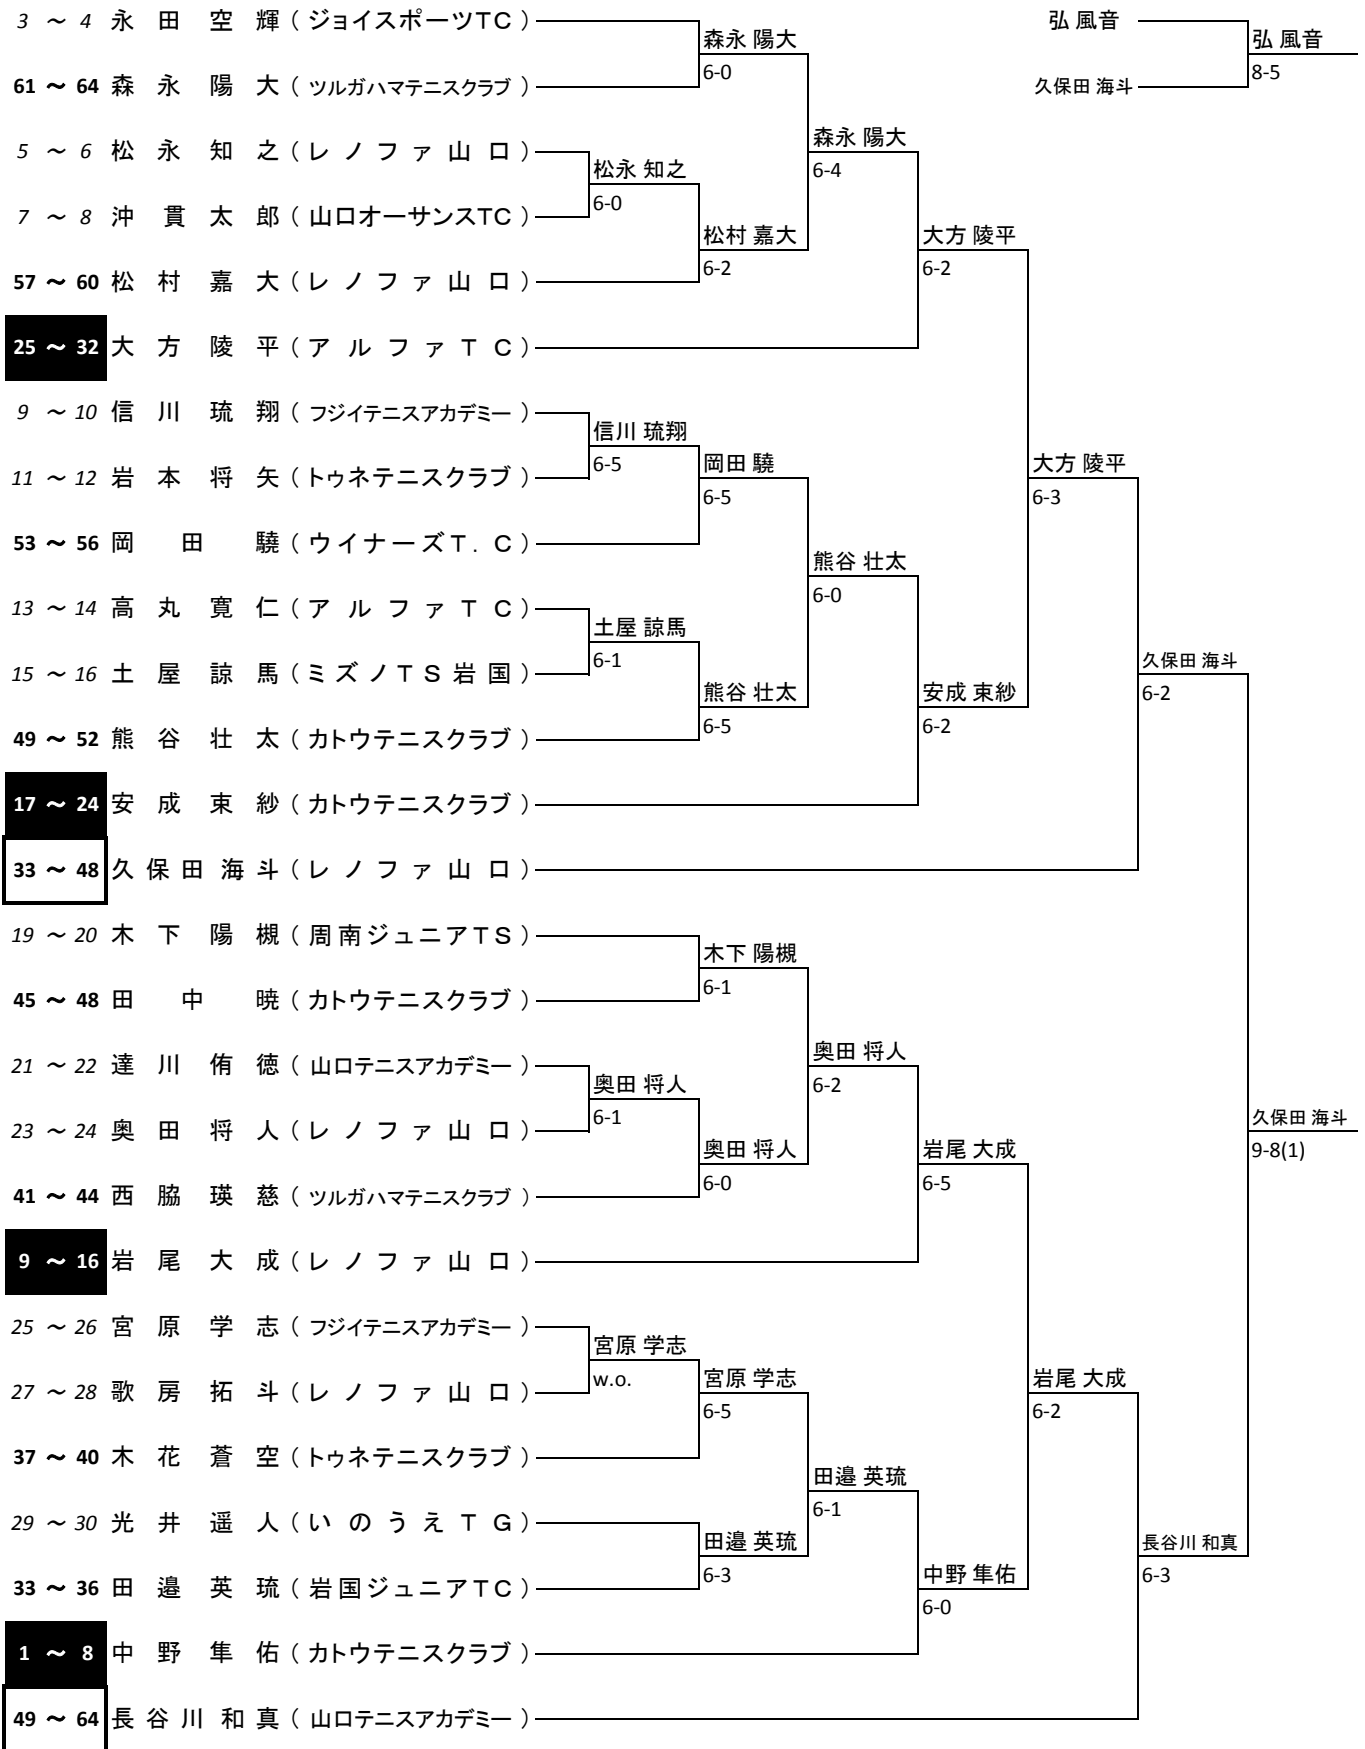 3 ～ 4 永田空輝（ジョイスポーツTC）
弘 風音
森永 陽大
弘 風音
6-0
8-5
61 ～ 64 森永陽大（ツルガハマテニスクラブ）
久保田 海斗
森永 陽大
5 ～ 6 松永知之（レノファ山口）
松永 知之
6-4
6-0
7 ～ 8 沖貫太郎（山口オーサンスTC）
松村 嘉大
大方 陵平
6-2
6-2
57 ～ 60 松村嘉大（レノファ山口）
25 ～ 32 大方陵平（アルファＴＣ）
9 ～ 10 信川琉翔（フジイテニスアカデミー）
信川 琉翔
6-5
岡田 驍
大方 陵平
11 ～ 12 岩本将矢（トゥネテニスクラブ）
6-5
6-3
53 ～ 56 岡田驍（ウイナーズＴ．Ｃ）
熊谷 壮太
6-0
13 ～ 14 高丸寛仁（アルファＴＣ）
土屋 諒馬
6-1
久保田 海斗
15 ～ 16 土屋諒馬（ミズノＴＳ岩国）
熊谷 壮太
安成 束紗
6-2
6-5
6-2
49 ～ 52 熊谷壮太（カトウテニスクラブ）
17 ～ 24 安成束紗（カトウテニスクラブ）
33 ～ 48 久保田海斗（レノファ山口）
19 ～ 20 木下陽槻（周南ジュニアＴＳ）
木下 陽槻
6-1
45 ～ 48 田中暁（カトウテニスクラブ）
奥田 将人
21 ～ 22 達川侑徳（山口テニスアカデミー）
奥田 将人
6-2
6-1
久保田 海斗
23 ～ 24 奥田将人（レノファ山口）
奥田 将人
岩尾 大成
9-8(1)
6-0
6-5
41 ～ 44 西脇瑛慈（ツルガハマテニスクラブ）
9 ～ 16 岩尾大成（レノファ山口）
25 ～ 26 宮原学志（フジイテニスアカデミー）
宮原 学志
w.o.
宮原 学志
岩尾 大成
27 ～ 28 歌房拓斗（レノファ山口）
6-5
6-2
37 ～ 40 木花蒼空（トゥネテニスクラブ）
田邉 英琉
6-1
29 ～ 30 光井遥人（いのうえＴＧ）
田邉 英琉
長谷川 和真
6-3
中野 隼佑
6-3
33 ～ 36 田邉英琉（岩国ジュニアＴＣ）
6-0
1 ～ 8 中野隼佑（カトウテニスクラブ）
49 ～ 64 長谷川和真（山口テニスアカデミー）